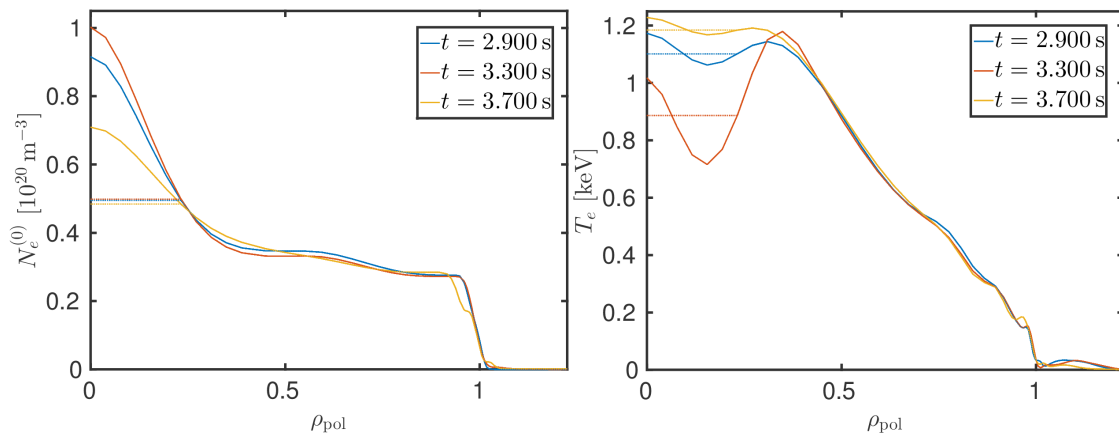 1
0.8
0.6
0.4
0.2
0
0
0.5
1
N_e^{(0)} [10^{20} m^{-3}]
ρ_pol
t = 2.900 s
t = 3.300 s
t = 3.700 s
1.2
1
0.8
0.6
0.4
0.2
0
0
0.5
1
T_e [keV]
ρ_pol
t = 2.900 s
t = 3.300 s
t = 3.700 s